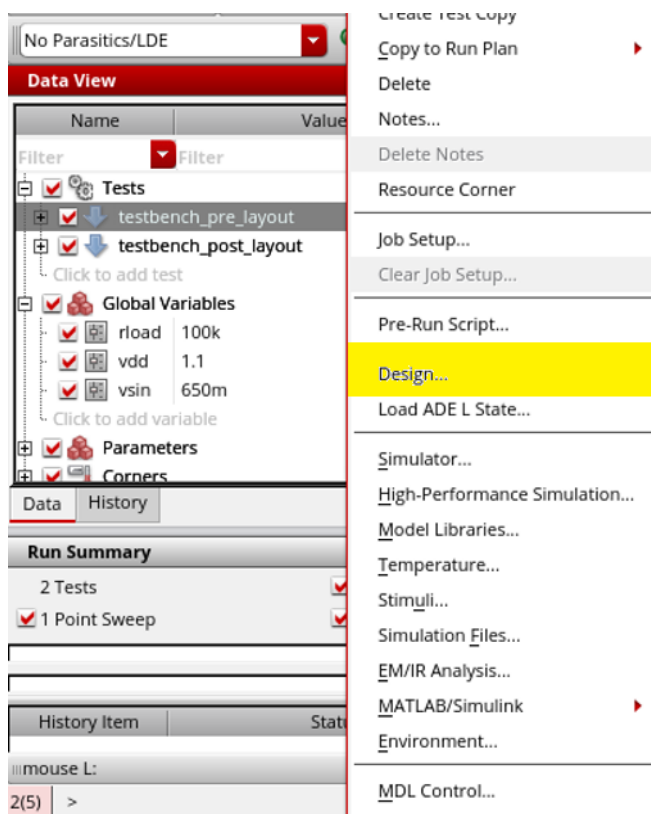 No Parasitics/LDE
Data View
Name Value
Filter Filter
Tests
testbench_pre_layout
testbench_post_layout
Click to add test
Global Variables
rload 100k
vdd 1.1
vsin 650m
Click to add variable
Parameters
Corners
Data History
Run Summary
2 Tests
1 Point Sweep
History Item Statu
mouse L:
2(5) >
Create Test Copy
Copy to Run Plan
Delete
Notes...
Delete Notes
Resource Corner
Job Setup...
Clear Job Setup...
Pre-Run Script...
Design...
Load ADE L State...
Simulator...
High-Performance Simulation...
Model Libraries...
Temperature...
Stimuli...
Simulation Files...
EM/IR Analysis...
MATLAB/Simulink
Environment...
MDL Control...